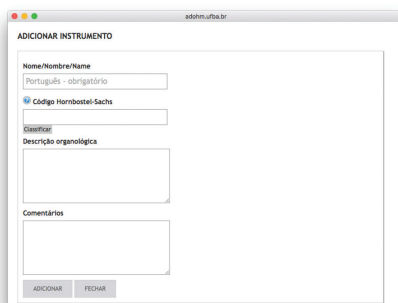 adohm.ufba.br
ADICIONAR INSTRUMENTO
Nome/Nombre/Name
Português - obrigatório
Código Hornbostel-Sachs
Classificar
Descrição organológica
Comentários
ADICIONAR FECHAR